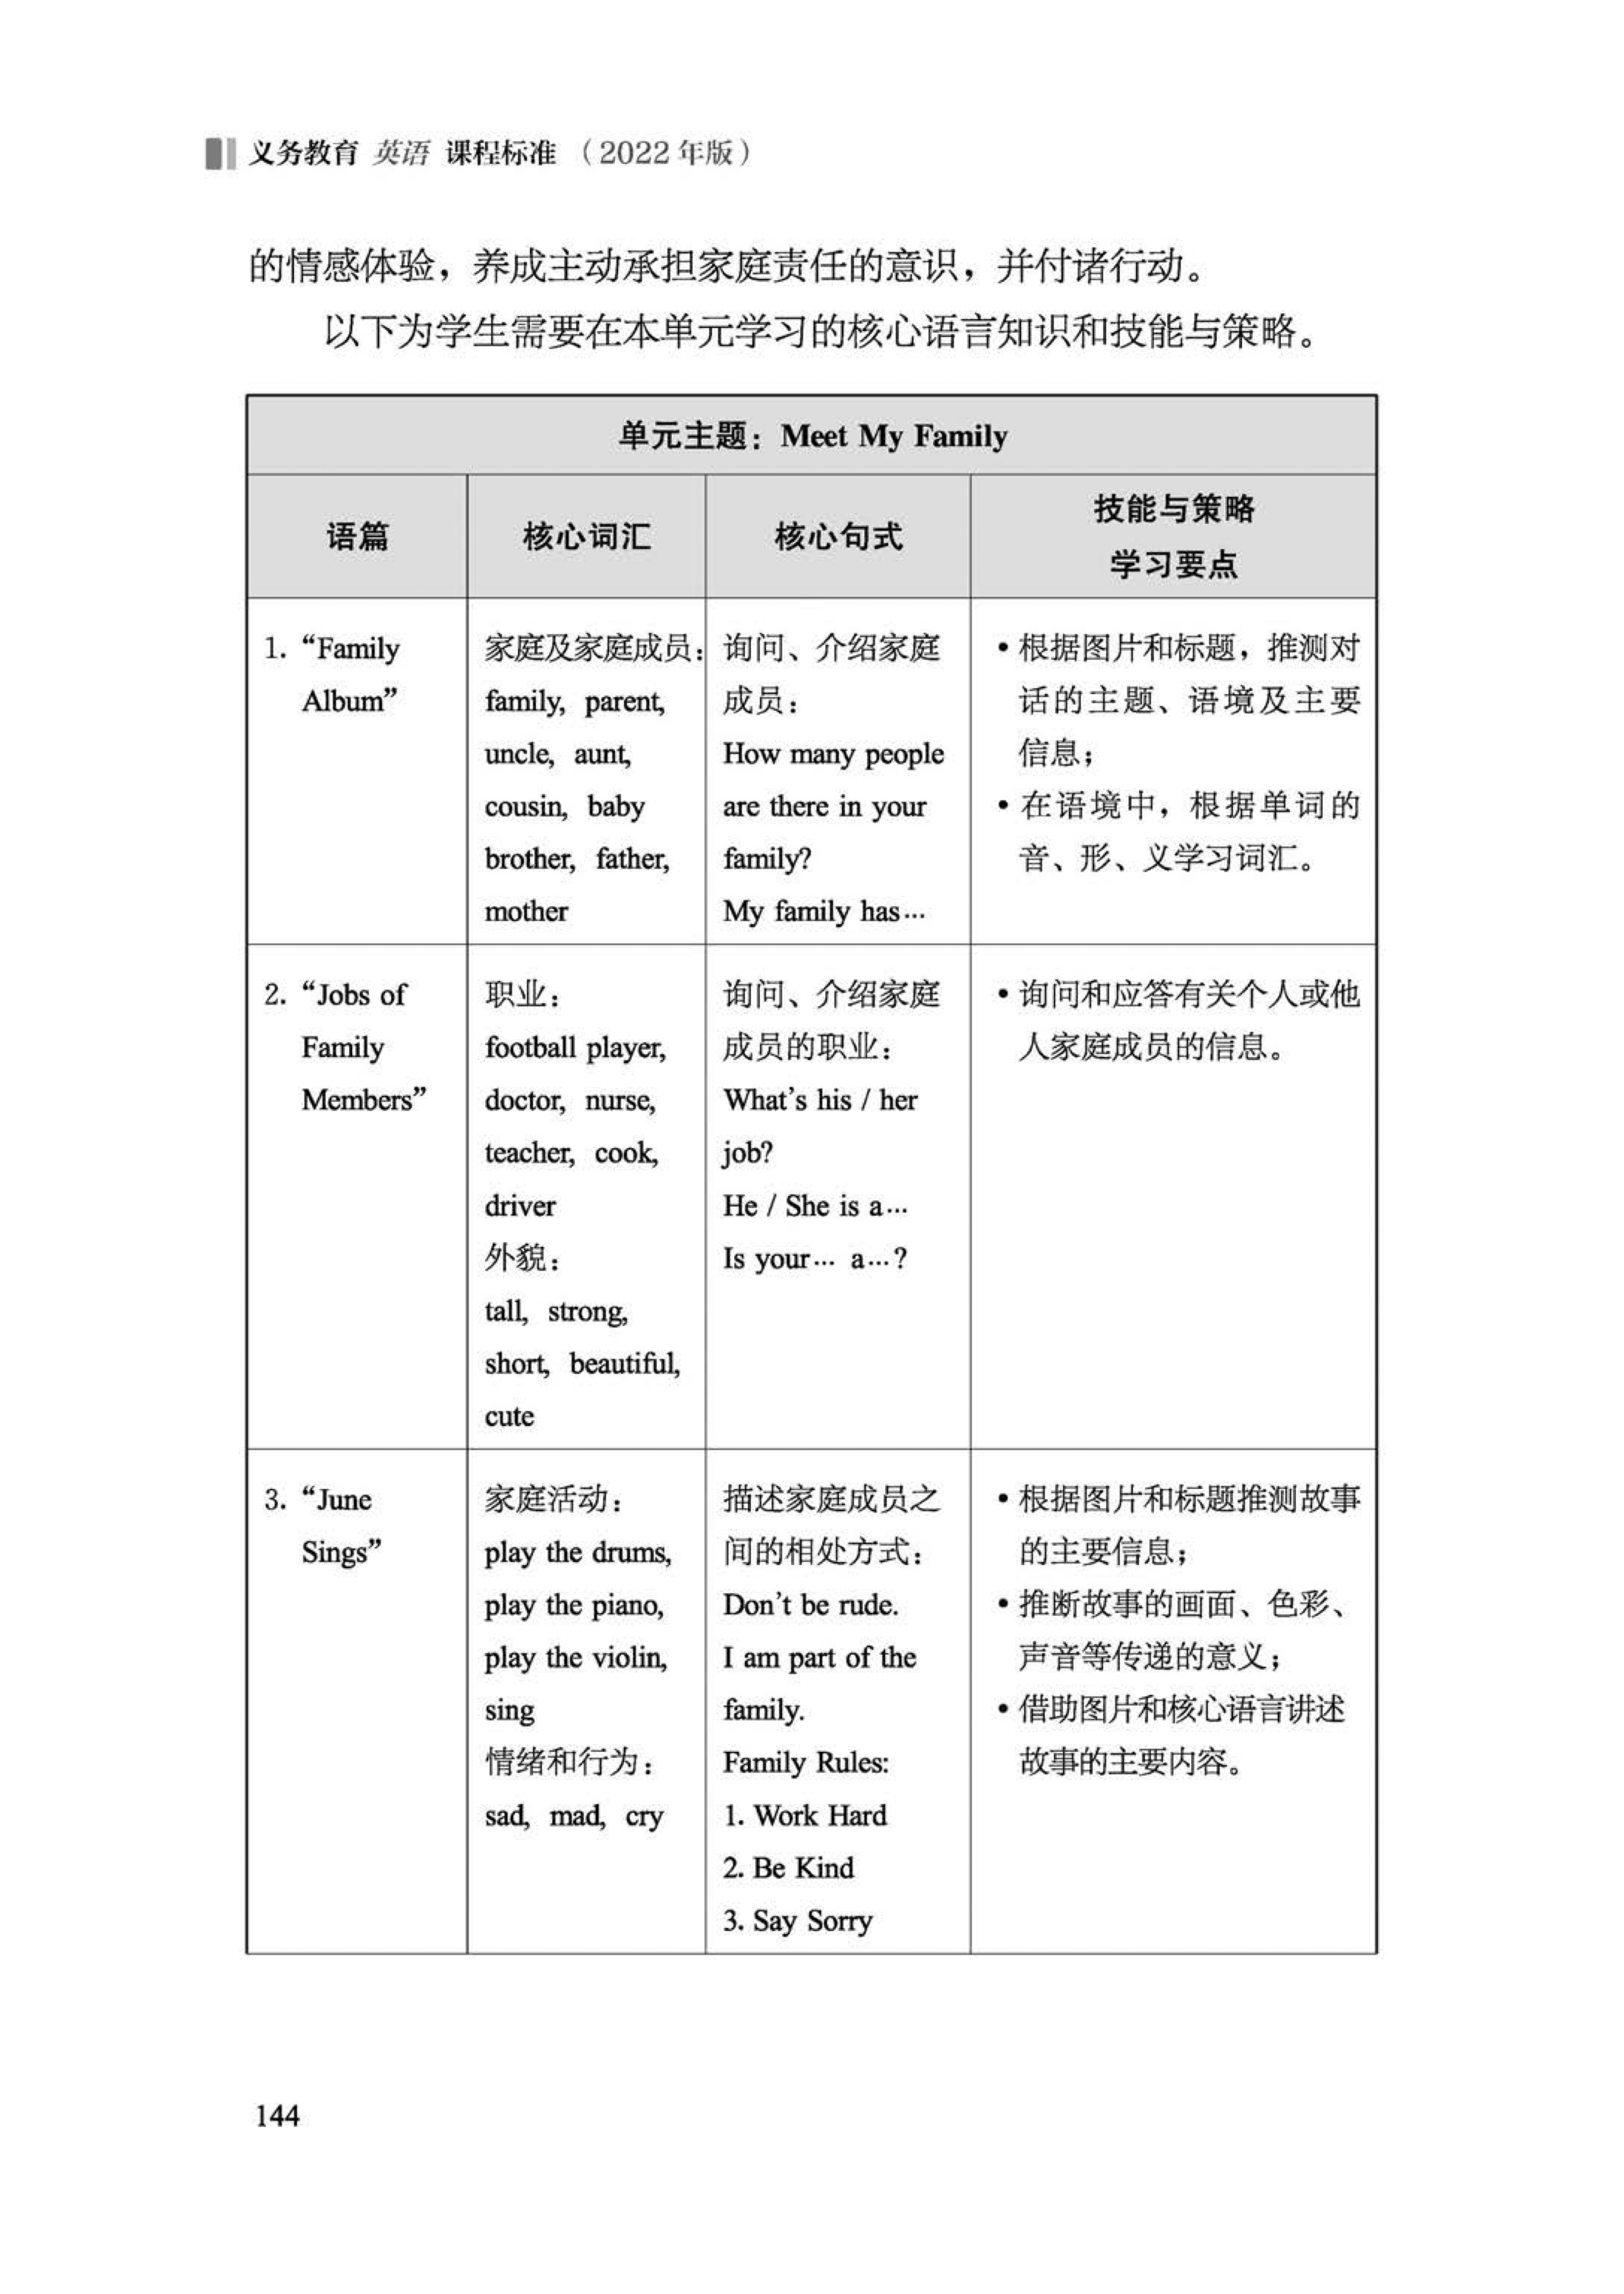 义务教育 英语 课程标准（2022 年版）
的情感体验，养成主动承担家庭责任的意识，并付诸行动。
以下为学生需要在本单元学习的核心语言知识和技能与策略。
单元主题：Meet My Family
语篇
核心词汇
核心句式
技能与策略
学习要点
1. “Family
Album”
家庭及家庭成员：
family, parent,
uncle, aunt,
cousin, baby
brother, father,
mother
询问、介绍家庭
成员：
How many people
are there in your
family?
My family has…
• 根据图片和标题，推测对
话的主题、语境及主要
信息；
• 在语境中，根据单词的
音、形、义学习词汇。
2. “Jobs of
Family
Members”
职业：
football player,
doctor, nurse,
teacher, cook,
driver
外貌：
tall, strong,
short, beautiful,
cute
询问、介绍家庭
成员的职业：
What’s his / her
job?
He / She is a…
Is your… a…?
• 询问和应答有关个人或他
人家庭成员的信息。
3. “June
Sings”
家庭活动：
play the drums,
play the piano,
play the violin,
sing
情绪和行为：
sad, mad, cry
描述家庭成员之
间的相处方式：
Don’t be rude.
I am part of the
family.
Family Rules:
1. Work Hard
2. Be Kind
3. Say Sorry
• 根据图片和标题推测故事
的主要信息；
• 推断故事的画面、色彩、
声音等传递的意义；
• 借助图片和核心语言讲述
故事的主要内容。
144